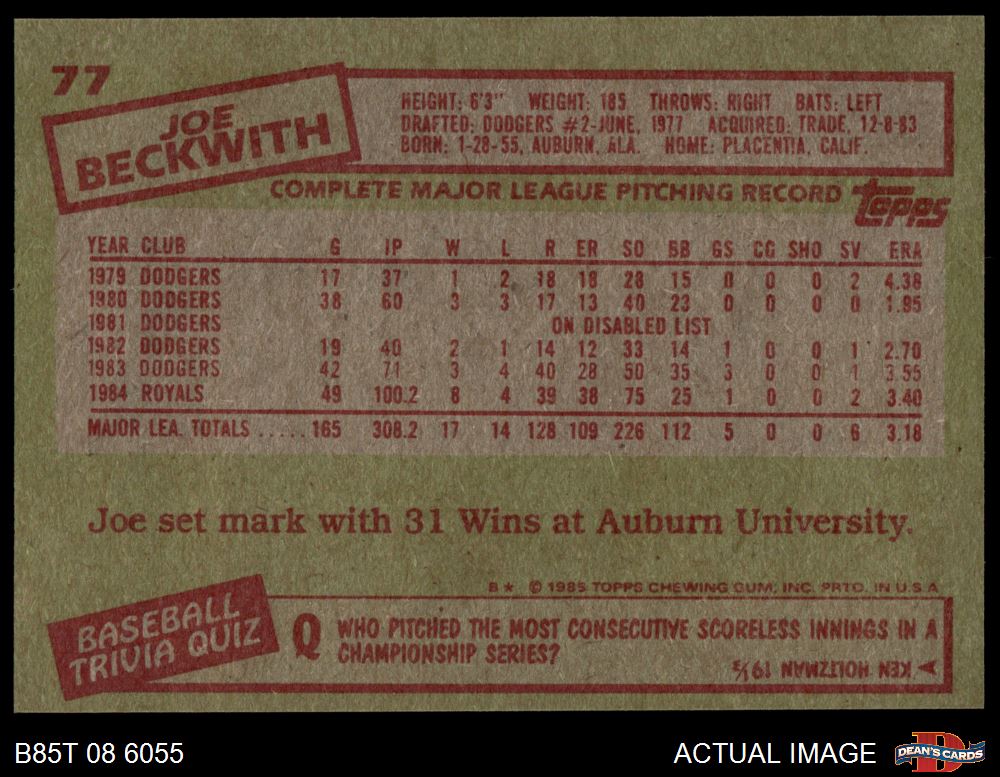 77
JOE
BECKWITH
HEIGHT: 6'3" WEIGHT: 185 THROWS: RIGHT BATS: LEFT
DRAFTED: DODGERS #2-JUNE, 1977 ACQUIRED: TRADE, 12-8-83
BORN: 1-28-55, AUBURN, ALA. HOME: PLACENTIA, CALIF.
COMPLETE MAJOR LEAGUE PITCHING RECORD
Topps
YEAR CLUB G IP W L R ER SO BB GS CG SHO SV ERA
1979 DODGERS 17 37 1 2 18 18 28 15 0 0 0 2 4.38
1980 DODGERS 38 60 3 3 17 13 40 23 0 0 0 0 1.95
1981 DODGERS ON DISABLED LIST
1982 DODGERS 19 40 2 1 14 12 33 14 1 0 0 1 2.70
1983 DODGERS 42 71 3 4 40 28 50 35 3 0 0 1 3.55
1984 ROYALS 49 100.2 8 4 39 38 75 25 1 0 0 2 3.40
MAJOR LEA. TOTALS ..... 165 308.2 17 14 128 109 226 112 5 0 0 6 3.18
Joe set mark with 31 Wins at Auburn University.
B* © 1985 TOPPS CHEWING GUM, INC. PRTD. IN U.S.A
BASEBALL
TRIVIA QUIZ
Q WHO PITCHED THE MOST CONSECUTIVE SCORELESS INNINGS IN A
CHAMPIONSHIP SERIES?
A KEN HOLTZMAN 19⅓
B85T 08 6055
ACTUAL IMAGE
D
DEAN'S CARDS